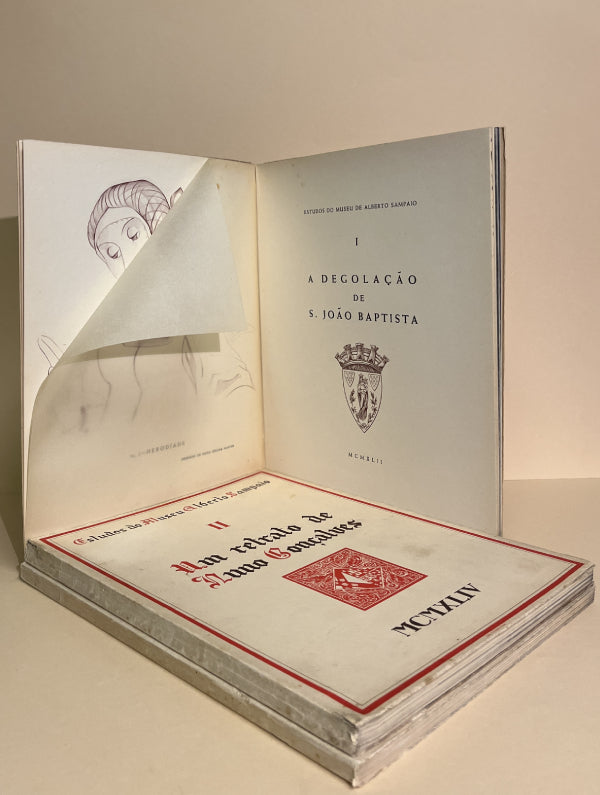 ESTUDOS DO MUSEU DE ALBERTO SAMPAIO
I
A DEGOLAÇÃO
DE
S. JOÃO BAPTISTA
MCMXLII
HERODIADE
Estudos do Museu Alberto Sampaio
II
Um retrato de
Nuno Gonçalves
MCMXLIV